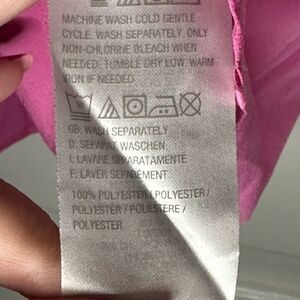 MACHINE WASH COLD GENTLE
CYCLE. WASH SEPARATELY. ONLY
NON-CHLORINE BLEACH WHEN
NEEDED. TUMBLE DRY LOW. WARM
IRON IF NEEDED
GB: WASH SEPARATELY
D: SEPARAT WASCHEN
I: LAVARE SEPARATAMENTE
F: LAVER SEPAREMENT
100% POLYESTER / POLYESTER /
POLYESTER / POLIESTERE /
POLYESTER